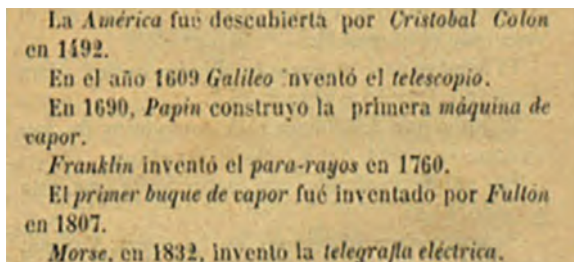 La América fué descubierta por Cristobal Colón
en 1492.
En el año 1609 Galileo inventó el telescopio.
En 1690, Papin construyo la primera máquina de
vapor.
Franklin inventó el para-rayos en 1760.
El primer buque de vapor fué inventado por Fultón
en 1807.
Morse, en 1832, invento la telegrafía eléctrica.